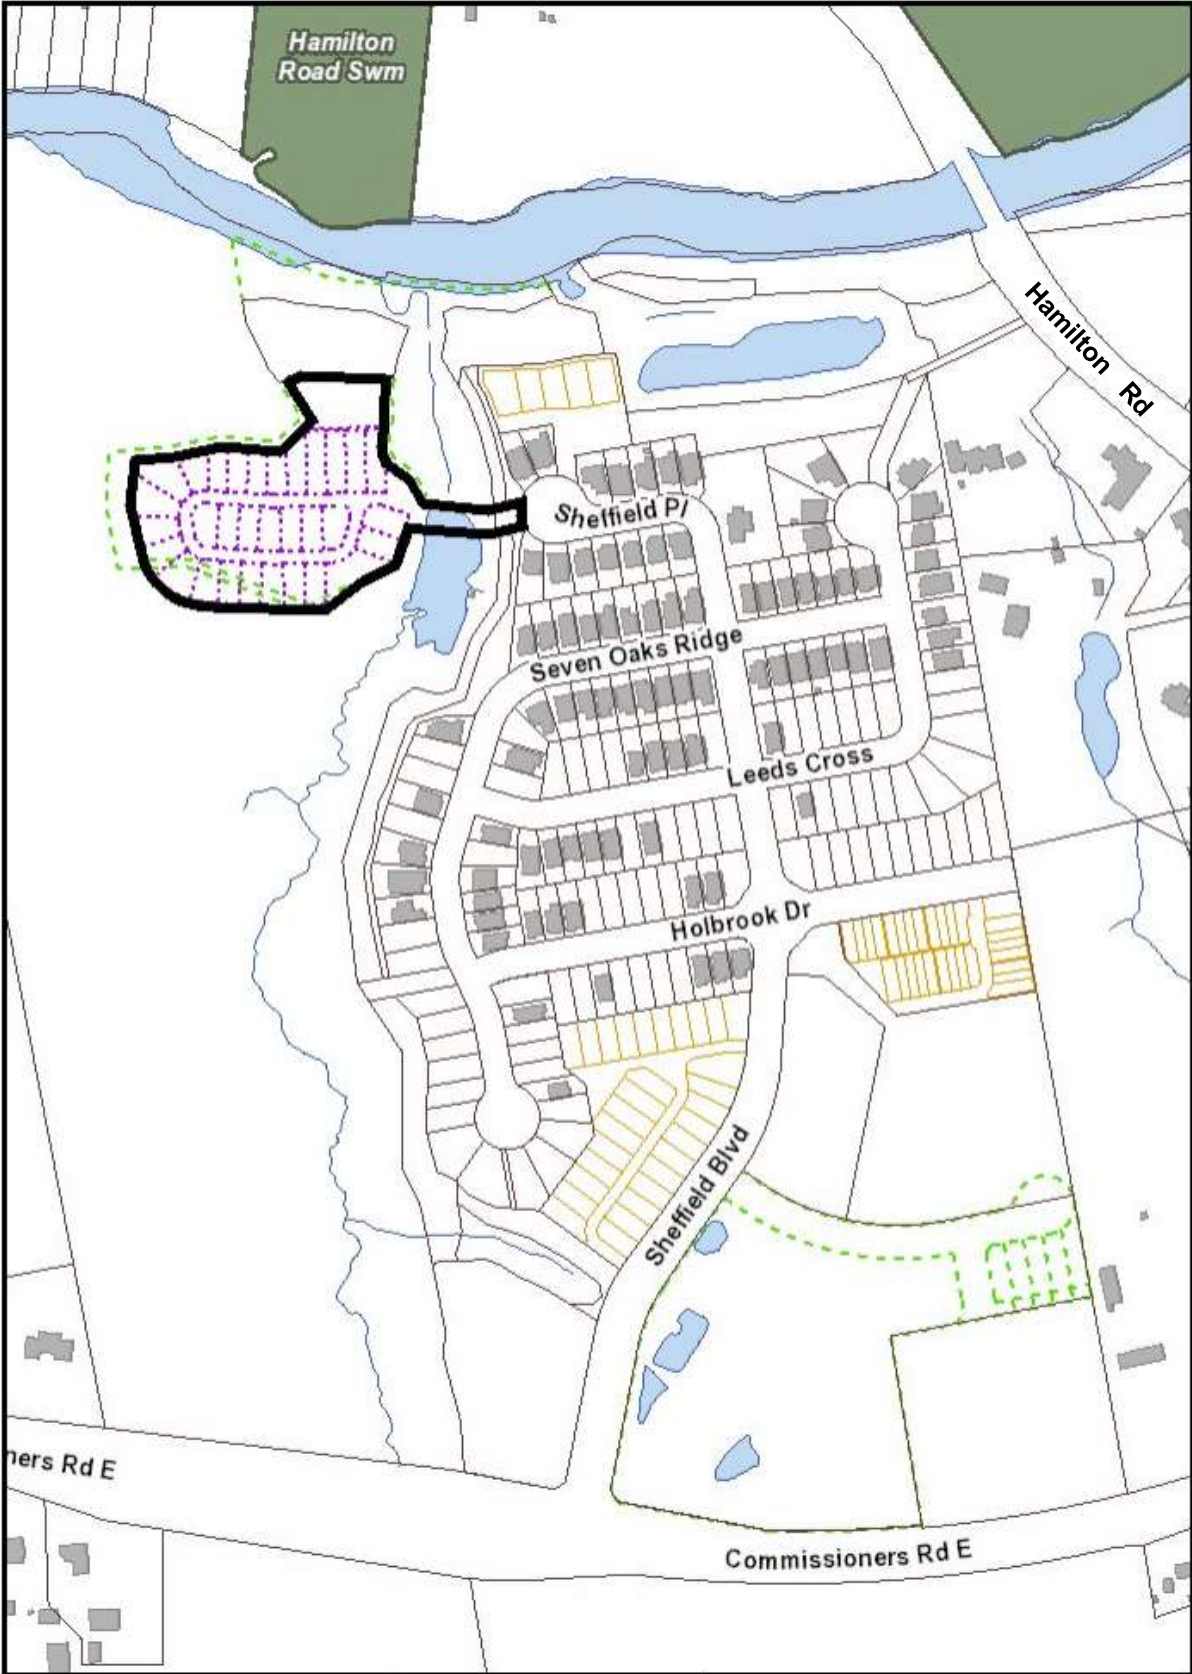 Hamilton
Road Swm
Hamilton Rd
Sheffield Pl
Seven Oaks Ridge
Leeds Cross
Holbrook Dr
Sheffield Blvd
ners Rd E
Commissioners Rd E